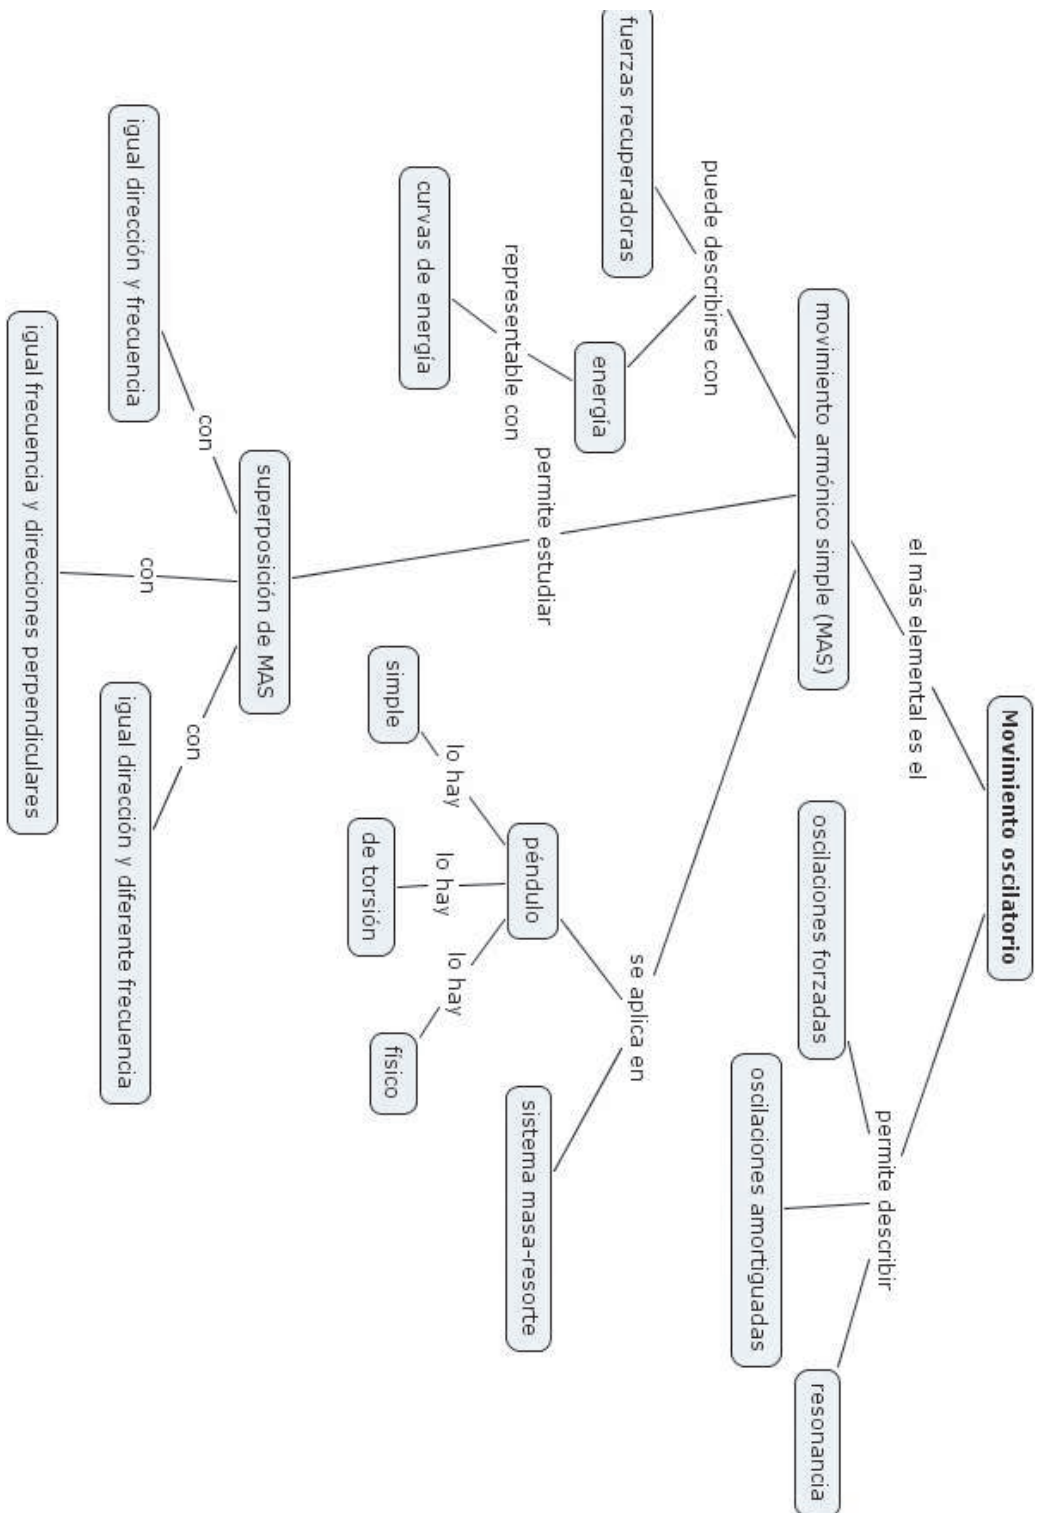 Movimiento oscilatorio
el más elemental es el
permite describir
movimiento armónico simple (MAS)
oscilaciones forzadas
oscilaciones amortiguadas
resonancia
puede describirse con
fuerzas recuperadoras
energía
representable con
curvas de energía
permite estudiar
se aplica en
péndulo
sistema masa-resorte
lo hay
lo hay
lo hay
simple
de torsión
físico
superposición de MAS
con
con
con
igual dirección y frecuencia
igual frecuencia y direcciones perpendiculares
igual dirección y diferente frecuencia